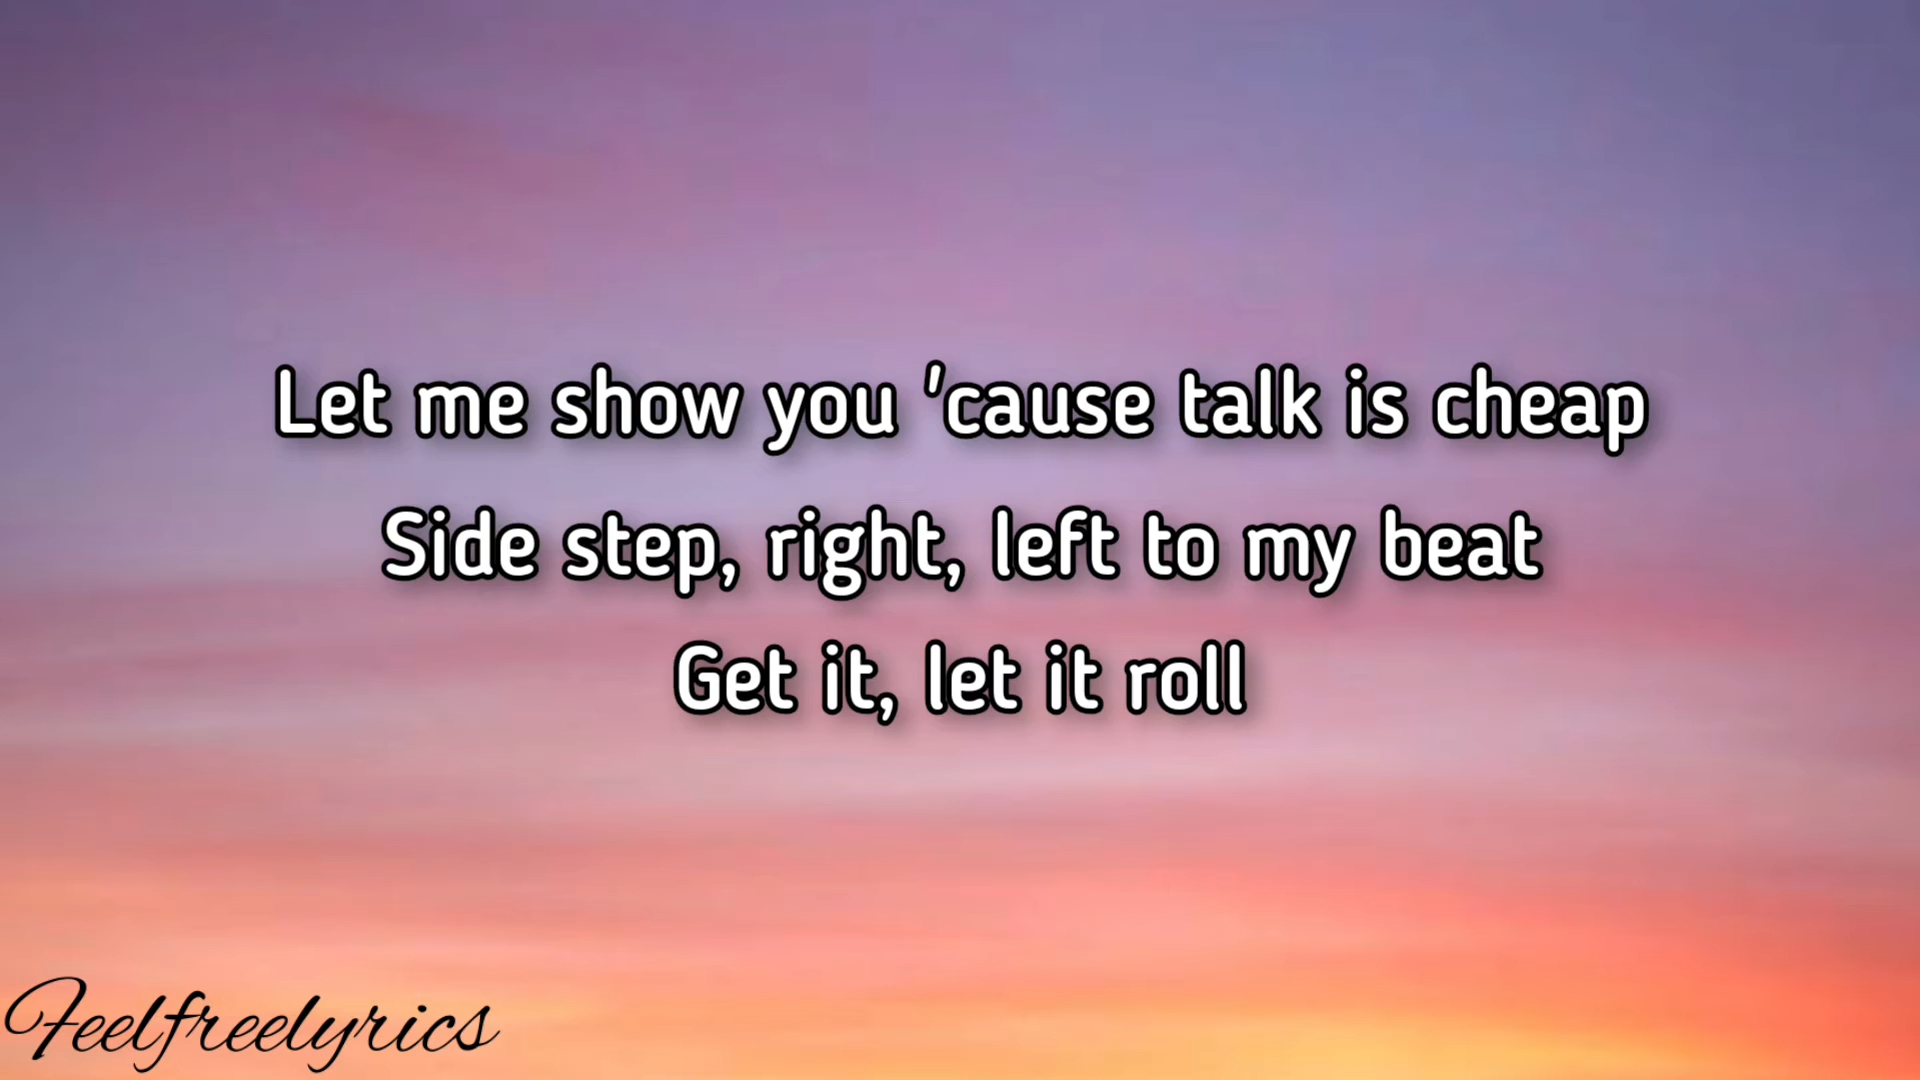 Let me show you 'cause talk is cheap
Side step, right, left to my beat
Get it, let it roll
Feelfreelyrics